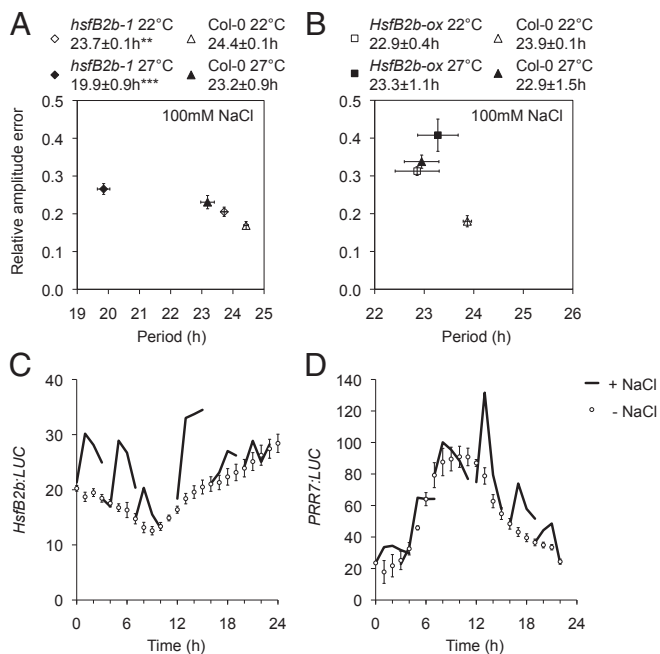 A
◇ hsfB2b-1 22°C
23.7±0.1h**
△ Col-0 22°C
24.4±0.1h
◆ hsfB2b-1 27°C
19.9±0.9h***
▲ Col-0 27°C
23.2±0.9h
100mM NaCl
Relative amplitude error
0.5
0.4
0.3
0.2
0.1
0.0
19 20 21 22 23 24 25
Period (h)
B
□ HsfB2b-ox 22°C
22.9±0.4h
△ Col-0 22°C
23.9±0.1h
■ HsfB2b-ox 27°C
23.3±1.1h
▲ Col-0 27°C
22.9±1.5h
100mM NaCl
0.5
0.4
0.3
0.2
0.1
0.0
22 23 24 25 26
Period (h)
C
HsfB2b:LUC
40
30
20
10
0
0 6 12 18 24
Time (h)
D
PRR7:LUC
140
120
100
80
60
40
20
0
0 6 12 18 24
Time (h)
+ NaCl
- NaCl